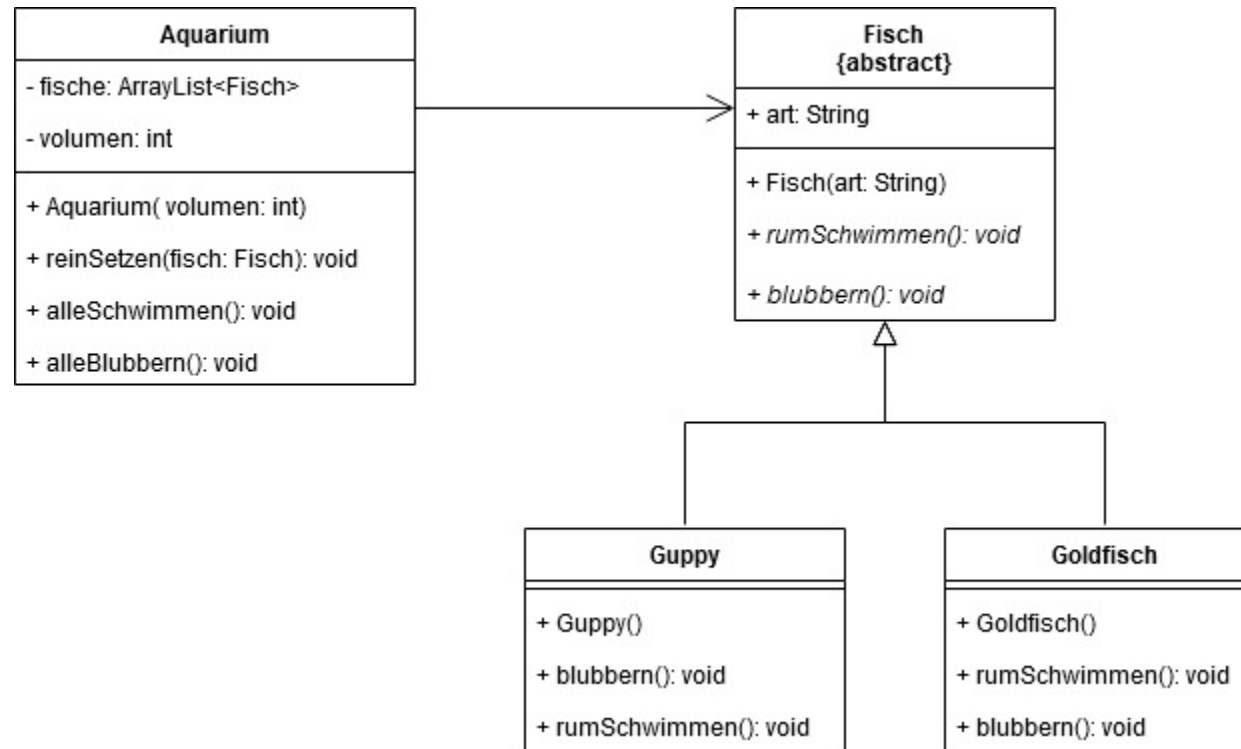 Aquarium
- fische: ArrayList<Fisch>
- volumen: int
+ Aquarium( volumen: int)
+ reinSetzen(fisch: Fisch): void
+ alleSchwimmen(): void
+ alleBlubbern(): void
Fisch
{abstract}
+ art: String
+ Fisch(art: String)
+ rumSchwimmen(): void
+ blubbern(): void
Guppy
+ Guppy()
+ blubbern(): void
+ rumSchwimmen(): void
Goldfisch
+ Goldfisch()
+ rumSchwimmen(): void
+ blubbern(): void